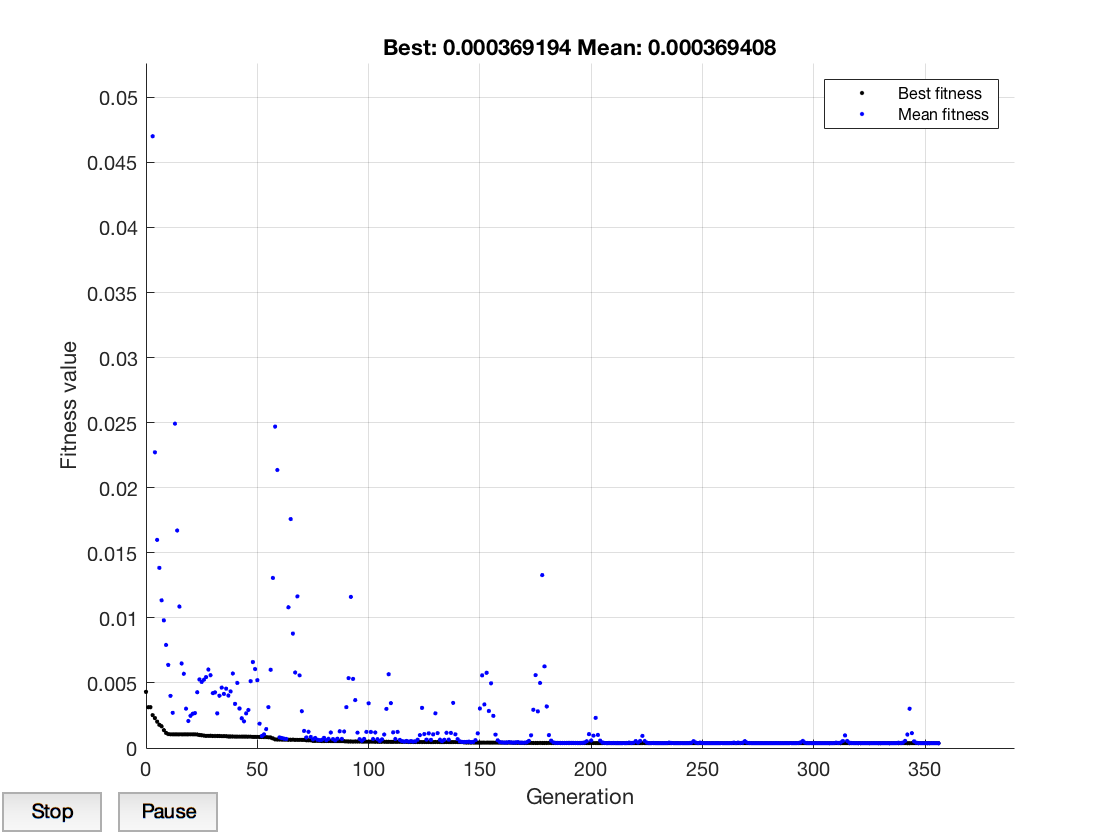 Best: 0.000369194 Mean: 0.000369408
Best fitness
Mean fitness
0.05
0.045
0.04
0.035
0.03
0.025
0.02
0.015
0.01
0.005
0
Fitness value
0 50 100 150 200 250 300 350
Generation
Stop Pause